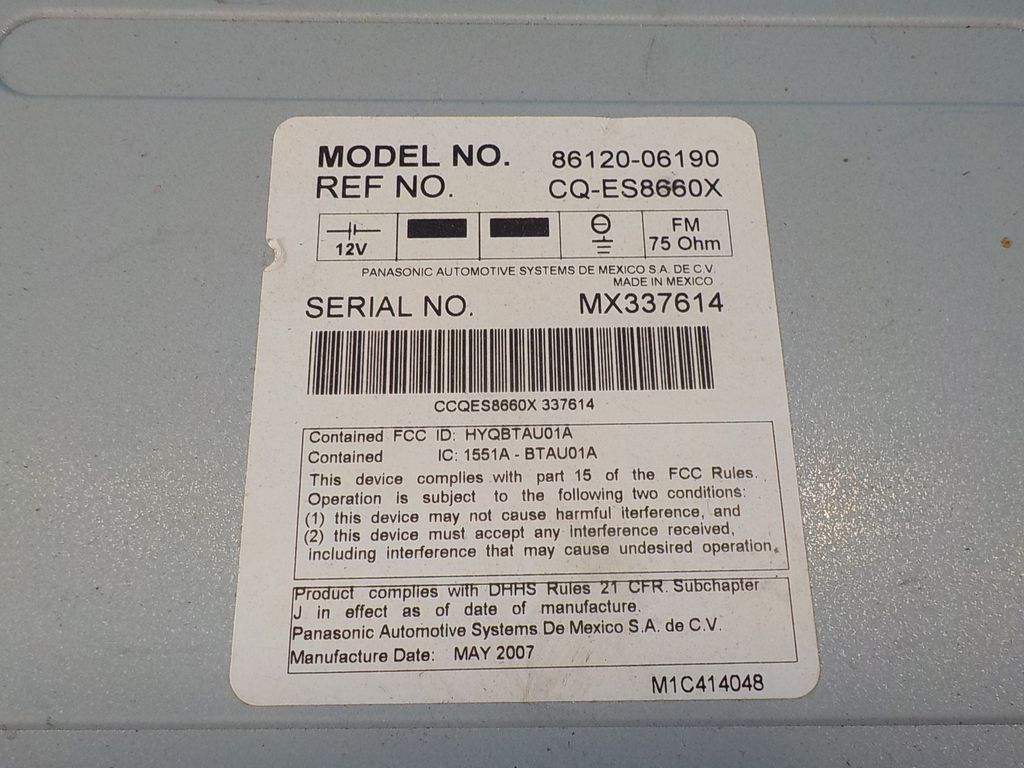 MODEL NO. 86120-06190
REF NO. CQ-ES8660X
12V
FM
75 Ohm
PANASONIC AUTOMOTIVE SYSTEMS DE MEXICO S.A. DE C.V.
MADE IN MEXICO
SERIAL NO. MX337614
CCQES8660X 337614
Contained FCC ID: HYQBTAU01A
Contained IC: 1551A - BTAU01A
This device complies with part 15 of the FCC Rules.
Operation is subject to the following two conditions:
(1) this device may not cause harmful iterference, and
(2) this device must accept any interference received,
including interference that may cause undesired operation.
Product complies with DHHS Rules 21 CFR. Subchapter
J in effect as of date of manufacture.
Panasonic Automotive Systems De Mexico S.A. de C.V.
Manufacture Date: MAY 2007
M1C414048